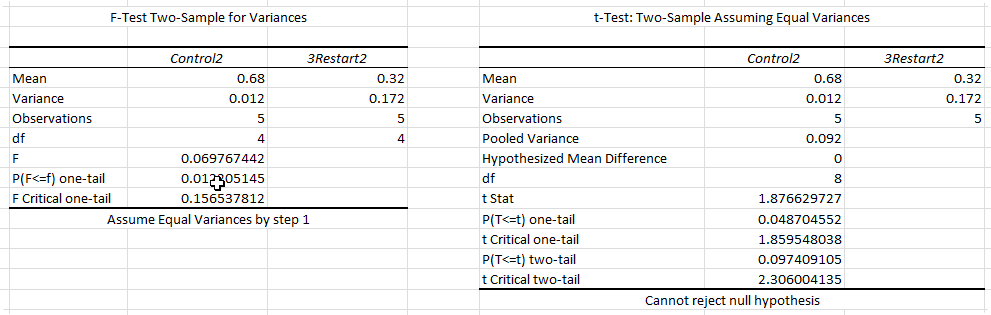 F-Test Two-Sample for Variances
Control2 3Restart2
Mean 0.68 0.32
Variance 0.012 0.172
Observations 5 5
df 4 4
F 0.069767442
P(F<=f) one-tail
F Critical one-tail 0.156537812
Assume Equal Variances by step 1
t-Test: Two-Sample Assuming Equal Variances
Control2 3Restart2
Mean 0.68 0.32
Variance 0.012 0.172
Observations 5 5
Pooled Variance 0.092
Hypothesized Mean Difference 0
df 8
t Stat 1.876629727
P(T<=t) one-tail 0.048704552
t Critical one-tail 1.859548038
P(T<=t) two-tail 0.097409105
t Critical two-tail 2.306004135
Cannot reject null hypothesis